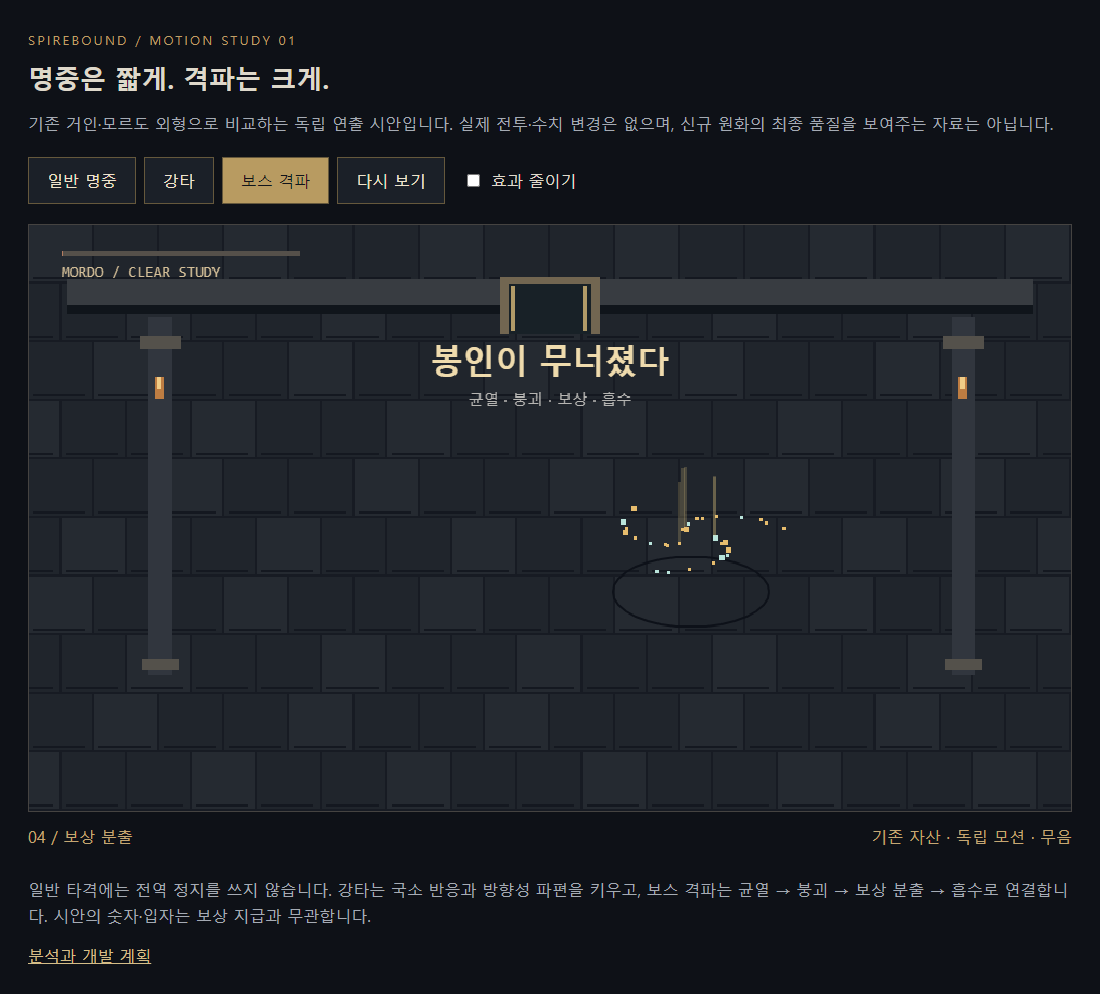 SPIREBOUND / MOTION STUDY 01
명중은 짧게. 격파는 크게.
기존 거인·모르도 외형으로 비교하는 독립 연출 시안입니다. 실제 전투·수치 변경은 없으며, 신규 원화의 최종 품질을 보여주는 자료는 아닙니다.
일반 명중
강타
보스 격파
다시 보기
효과 줄이기
MORDO / CLEAR STUDY
봉인이 무너졌다
균열 - 붕괴 · 보상 - 흡수
04 / 보상 분출
기존 자산 · 독립 모션 · 무음
일반 타격에는 전역 정지를 쓰지 않습니다. 강타는 국소 반응과 방향성 파편을 키우고, 보스 격파는 균열 → 붕괴 → 보상 분출 → 흡수로 연결합니
다. 시안의 숫자·입자는 보상 지급과 무관합니다.
분석과 개발 계획